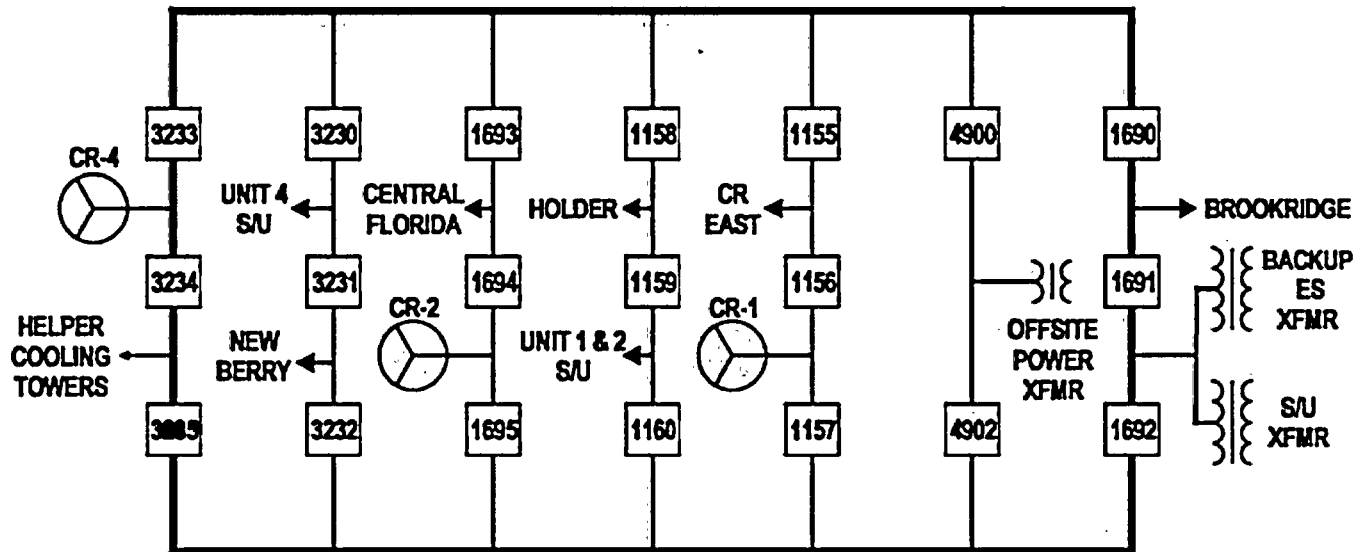 3233
3230
1693
1158
1155
4900
1690
CR-4
UNIT 4
S/U
CENTRAL
FLORIDA
HOLDER
CR
EAST
BROOKRIDGE
3234
3231
1694
1159
1156
1691
BACKUP
ES
XFMR
OFFSITE
POWER
XFMR
HELPER
COOLING
TOWERS
NEW
BERRY
CR-2
UNIT 1 & 2
S/U
CR-1
S/U
XFMR
3232
1695
1160
1157
4902
1692